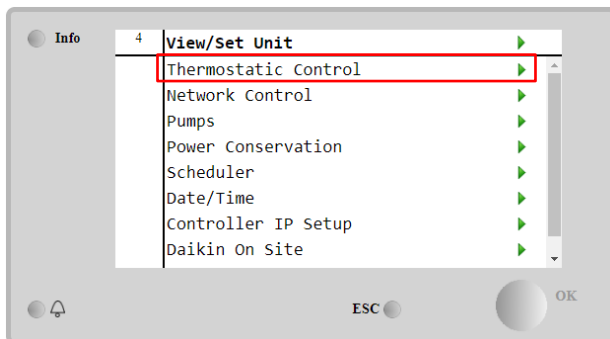 Info
4 View/Set Unit
Thermostatic Control
Network Control
Pumps
Power Conservation
Scheduler
Date/Time
Controller IP Setup
Daikin On Site
ESC
OK